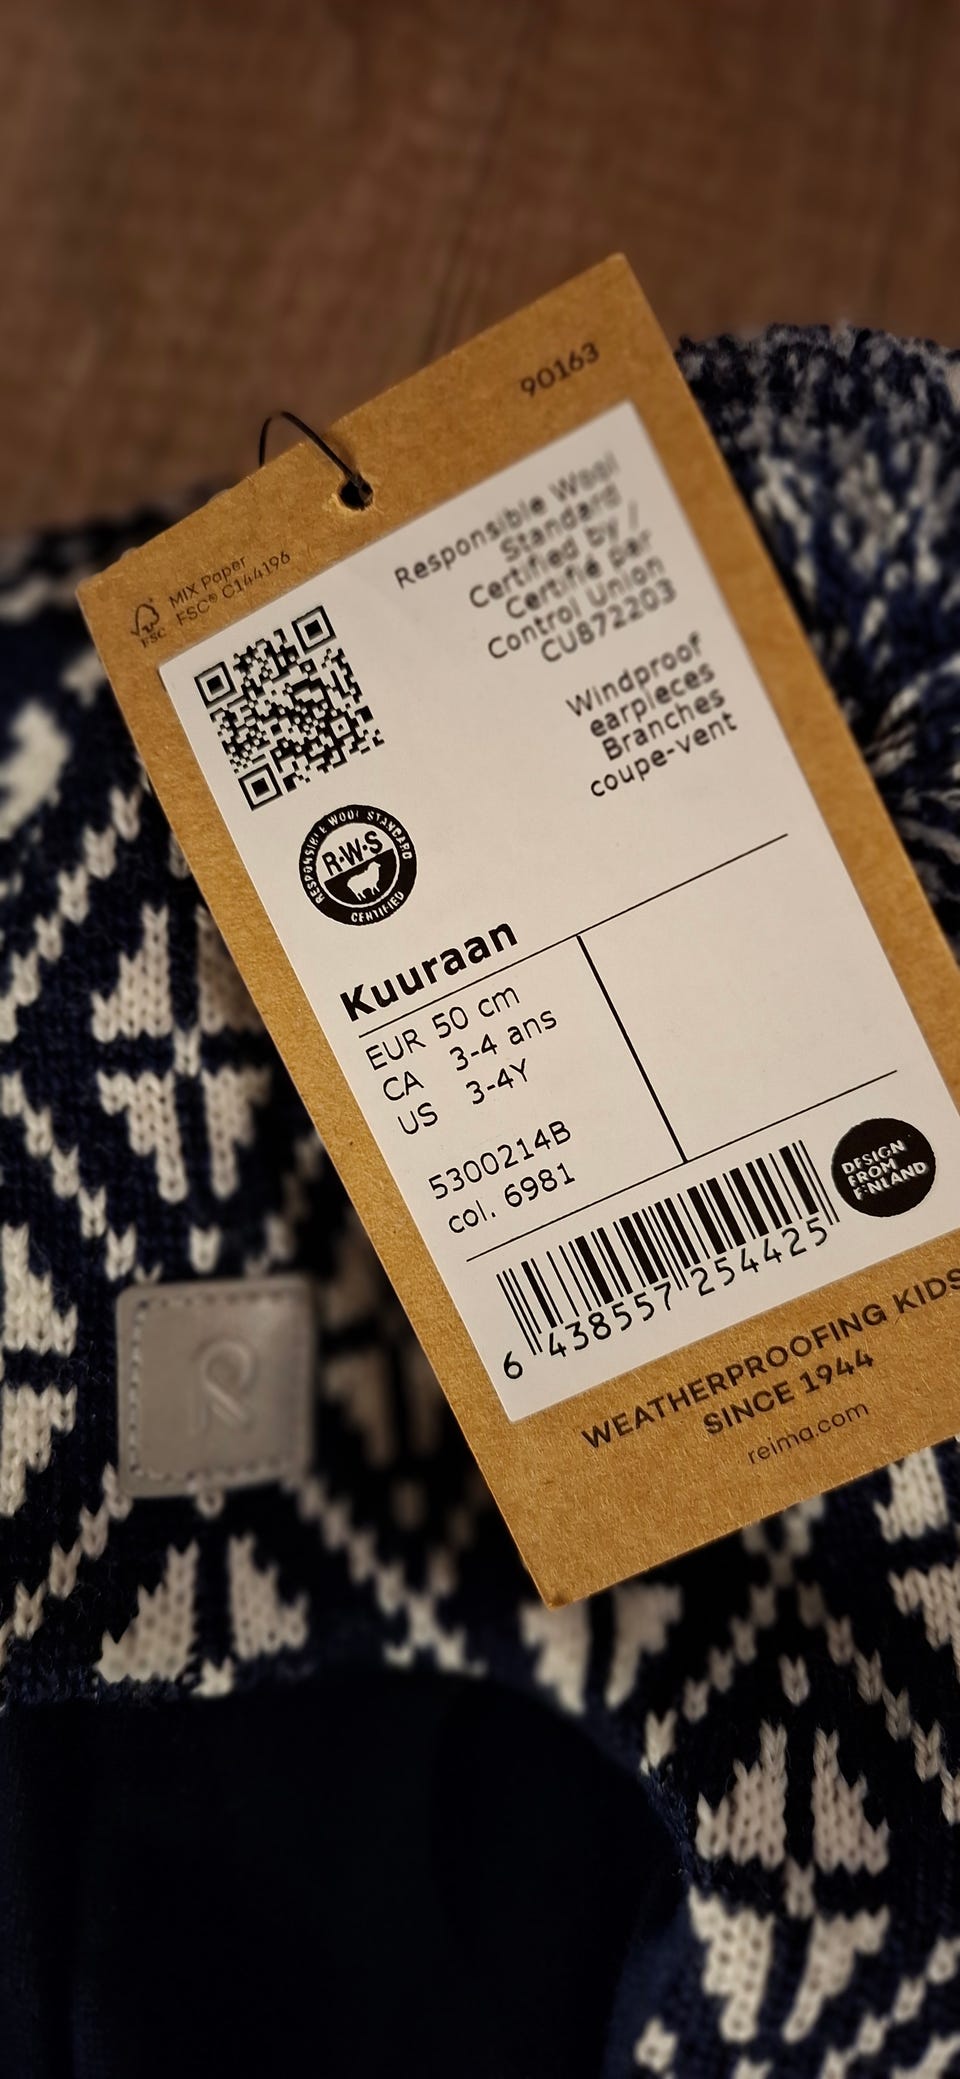 90163
MIX Paper
FSC® C144196
FSC
Responsible Wool
Standard
Certified by /
Certifié par
Control Union
CU872203
Windproof
earpieces
Branches
coupe-vent
RESPONSIBLE WOOL STANDARD
R·W·S
CERTIFIED
Kuuraan
EUR 50 cm
CA 3-4 ans
US 3-4Y
5300214B
col. 6981
DESIGN
FROM
FINLAND
6 438557 254425
WEATHERPROOFING KIDS
SINCE 1944
reima.com